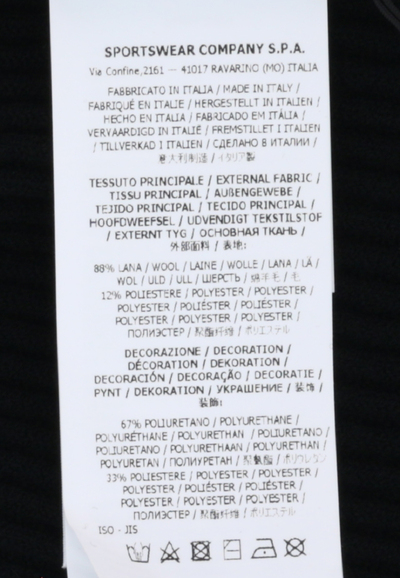 SPORTSWEAR COMPANY S.P.A.
Via Confine,2161 — 41017 RAVARINO (MO) ITALIA
FABBRICATO IN ITALIA / MADE IN ITALY /
FABRIQUÉ EN ITALIE / HERGESTELLT IN ITALIEN /
HECHO EN ITALIA / FABRICADO EM ITÁLIA /
VERVAARDIGD IN ITALIË / FREMSTILLET I ITALIEN
/ TILLVERKAD I ITALIEN / СДЕЛАНО В ИТАЛИИ /
意大利制造 / イタリア製
TESSUTO PRINCIPALE / EXTERNAL FABRIC /
TISSU PRINCIPAL / AUßENGEWEBE /
TEJIDO PRINCIPAL / TECIDO PRINCIPAL /
HOOFDWEEFSEL / UDVENDIGT TEKSTILSTOF
/ EXTERNT TYG / ОСНОВНАЯ ТКАНЬ /
外部面料 / 表地:
88% LANA / WOOL / LAINE / WOLLE / LANA / LÃ /
WOL / ULD / ULL / ШЕРСТЬ / 绵羊毛 / 毛
12% POLIESTERE / POLYESTER / POLYESTER /
POLYESTER / POLIÉSTER / POLIÉSTER /
POLYESTER / POLYESTER / POLYESTER /
ПОЛИЭСТЕР / 聚酯纤维 / ポリエステル
DECORAZIONE / DECORATION /
DÉCORATION / DEKORATION /
DECORACIÓN / DECORAÇÃO / DECORATIE /
PYNT / DEKORATION / УКРАШЕНИЕ / 装饰 /
装飾:
67% POLIURETANO / POLYURETHANE /
POLYURÉTHANE / POLYURETHAN / POLIURETANO /
POLIURETANO / POLYURETHAAN / POLYURETHAN /
POLYURETAN / ПОЛИУРЕТАН / 聚氨酯 / ポリウレタン
33% POLIESTERE / POLYESTER / POLYESTER /
POLYESTER / POLIÉSTER / POLIÉSTER /
POLYESTER / POLYESTER / POLYESTER /
ПОЛИЭСТЕР / 聚酯纤维 / ポリエステル
ISO - JIS